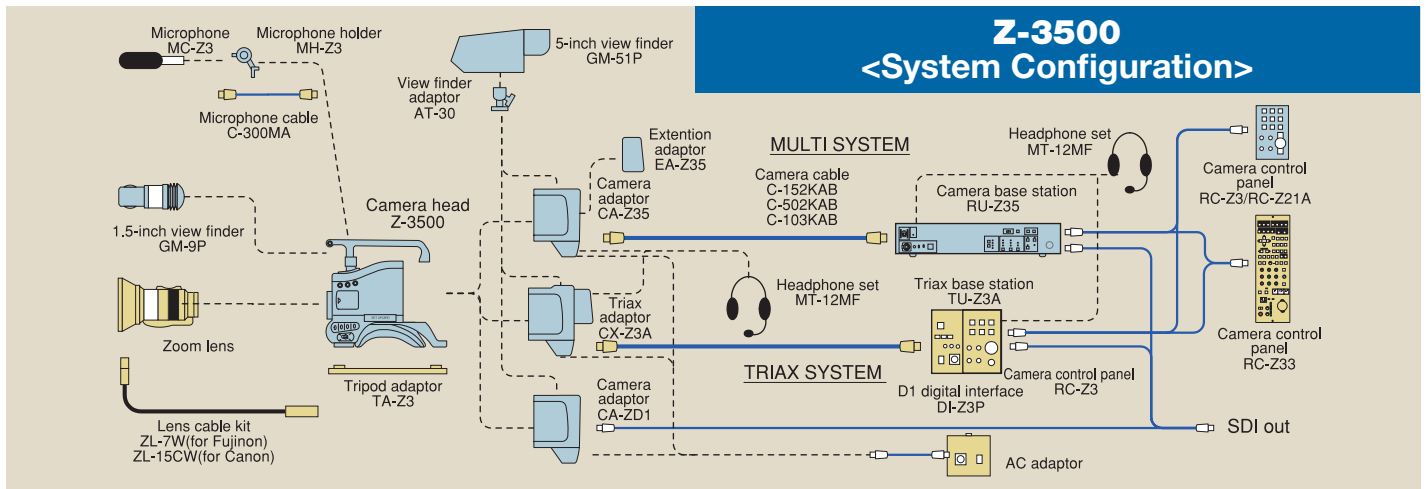 Z-3500
<System Configuration>
Microphone
MC-Z3
Microphone holder
MH-Z3
5-inch view finder
GM-51P
View finder
adaptor
AT-30
Microphone cable
C-300MA
Extention
adaptor
EA-Z35
MULTI SYSTEM
Headphone set
MT-12MF
Camera control
panel
RC-Z3/RC-Z21A
Camera
adaptor
CA-Z35
Camera cable
C-152KAB
C-502KAB
C-103KAB
Camera base station
RU-Z35
1.5-inch view finder
GM-9P
Camera head
Z-3500
Headphone set
MT-12MF
Triax base station
TU-Z3A
Triax
adaptor
CX-Z3A
Zoom lens
Camera control
panel
RC-Z33
TRIAX SYSTEM
Camera control panel
RC-Z3
D1 digital interface
DI-Z3P
Tripod adaptor
TA-Z3
Camera
adaptor
CA-ZD1
SDI out
Lens cable kit
ZL-7W(for Fujinon)
ZL-15CW(for Canon)
AC adaptor